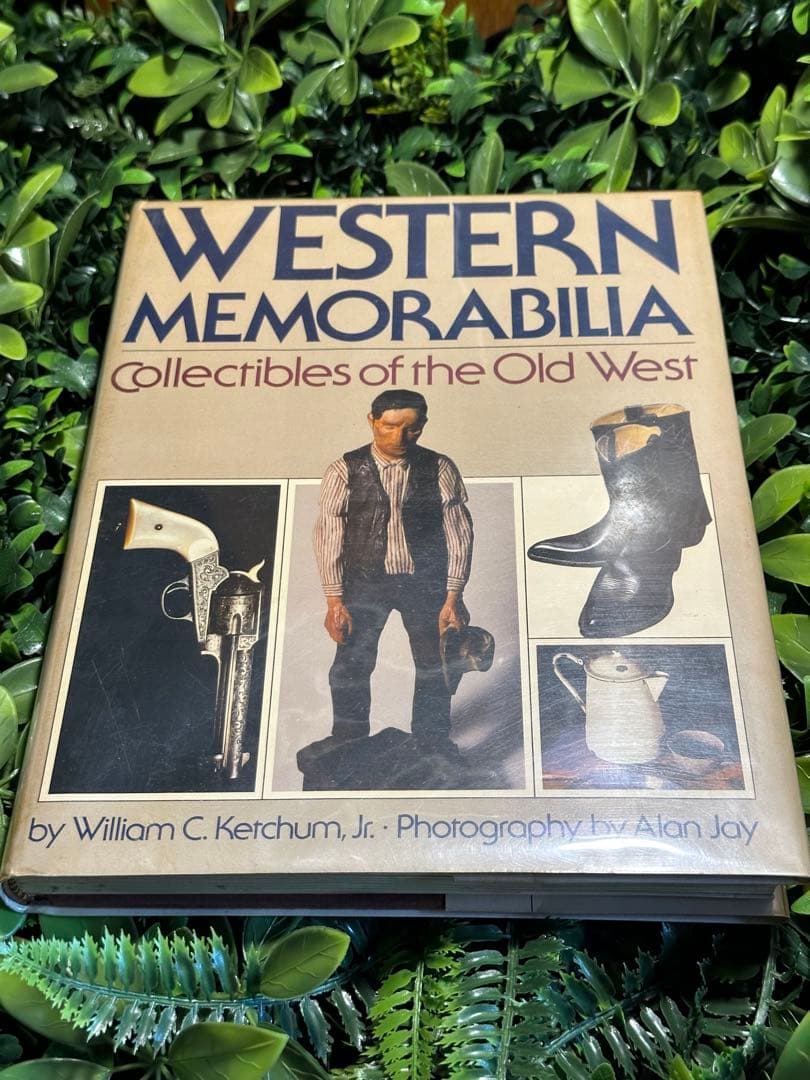 WESTERN
MEMORABILIA
Collectibles of the Old West
by William C. Ketchum, Jr. · Photography by Alan Jay